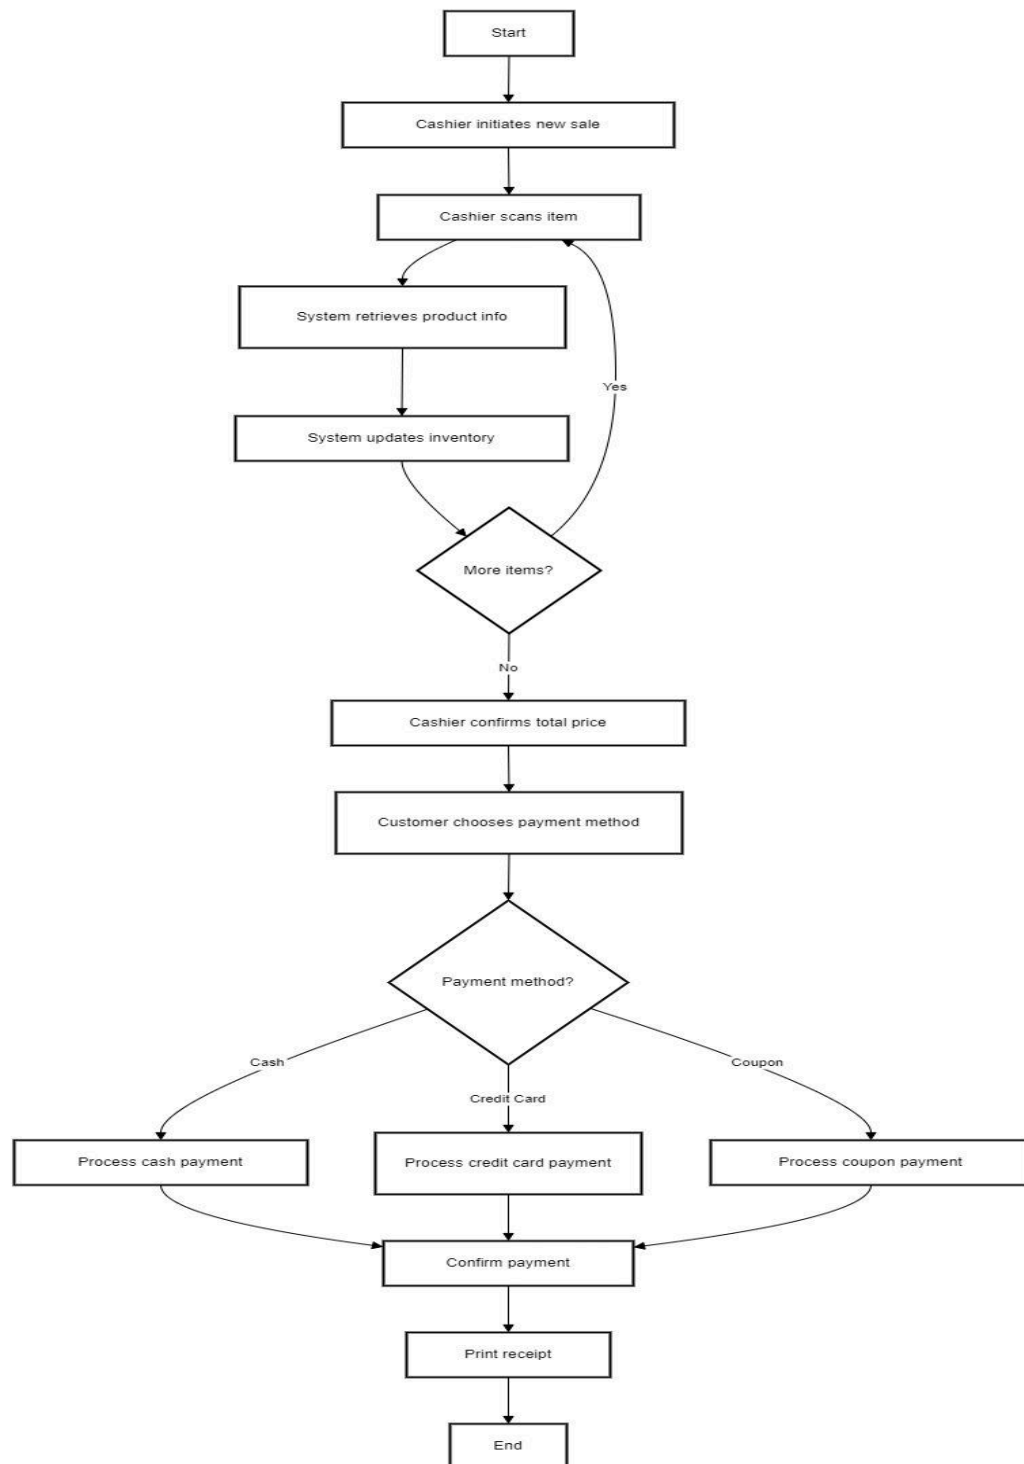 Start
Cashier initiates new sale
Cashier scans item
System retrieves product info
Yes
System updates inventory
More items?
No
Cashier confirms total price
Customer chooses payment method
Payment method?
Cash
Coupon
Credit Card
Process cash payment
Process credit card payment
Process coupon payment
Confirm payment
Print receipt
End